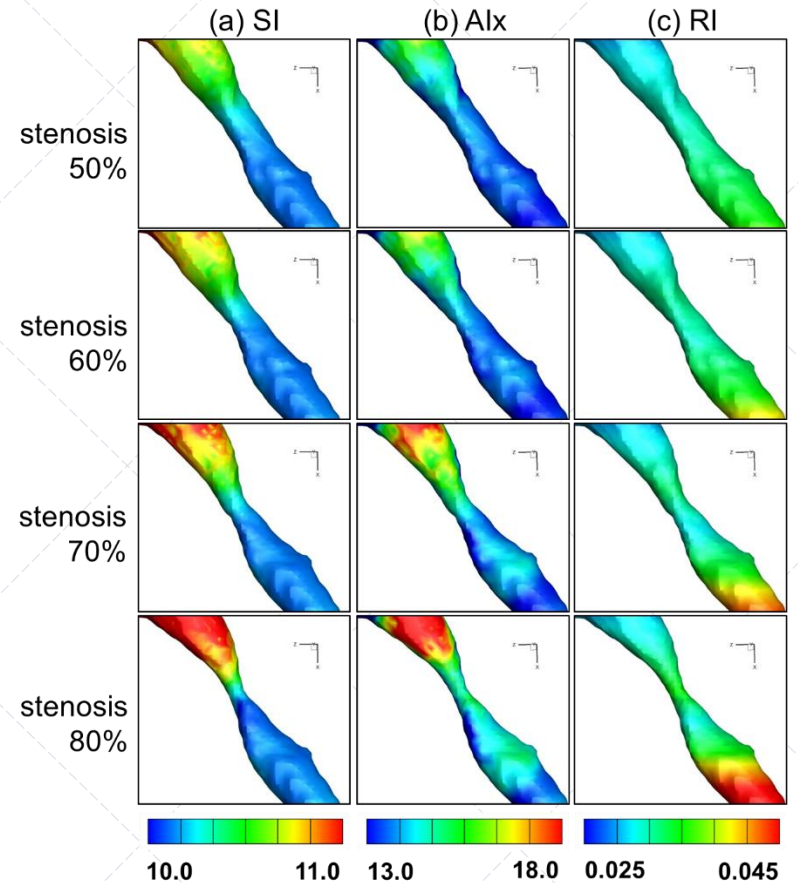 (a) SI
(b) AIx
(c) RI
stenosis
50%
z
Y
x
z
Y
x
z
Y
x
stenosis
60%
z
Y
x
z
Y
x
z
Y
x
stenosis
70%
z
Y
x
z
Y
x
z
Y
x
stenosis
80%
z
Y
x
z
Y
x
z
Y
x
10.0 11.0
13.0 18.0
0.025 0.045